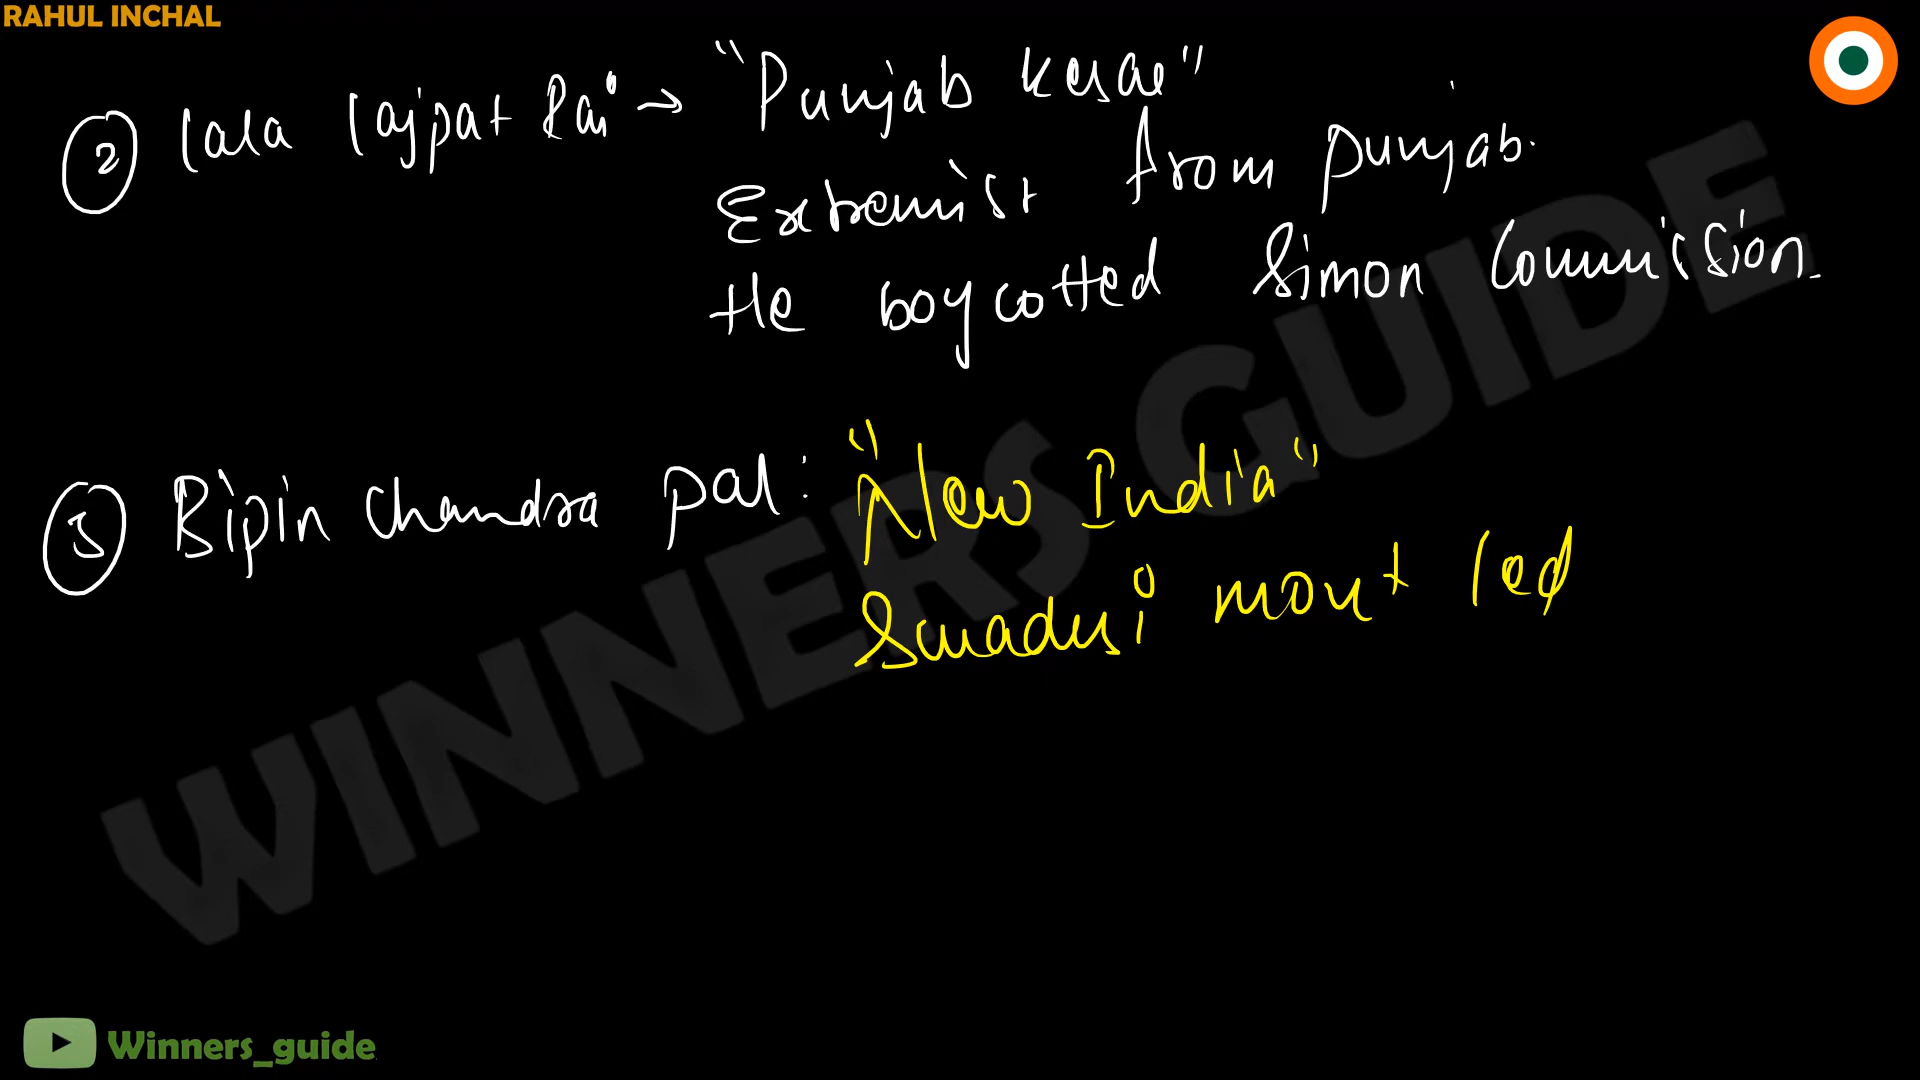 RAHUL INCHAL
② Lala Lajpat Rai → "Punjab Kesae"
Extremist from Punjab.
He boycotted Simon Commission.
③ Bipin Chandra pal: "New India"
Swadesi movt led
WINNERS GUIDE
Winners_guide